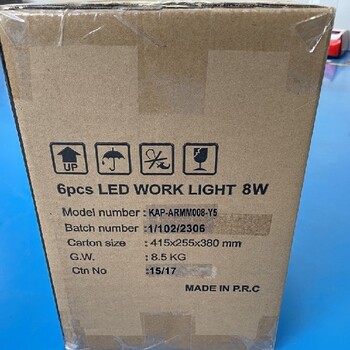 UP
6pcs LED WORK LIGHT 8W
Model number : KAP-ARMM008-Y5
Batch number :1/102/2306
Carton size : 415x255x380 mm
G.W. : 8.5 KG
Ctn No :15/17
MADE IN P.R.C